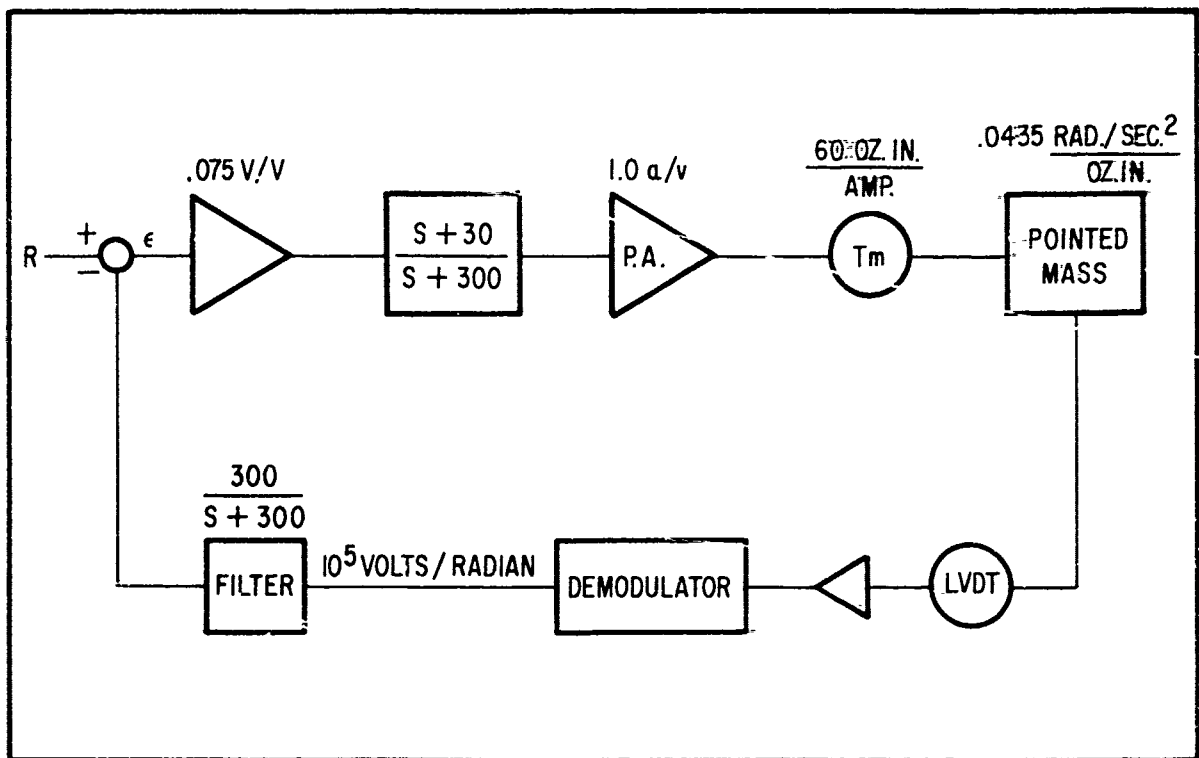 .075 V/V
1.0 a/v
60 OZ. IN.
AMP.
.0435 RAD./SEC.2
OZ.IN.
R
+
−
ϵ
S + 30
S + 300
P.A.
Tm
POINTED
MASS
300
S + 300
FILTER
10⁵ VOLTS / RADIAN
DEMODULATOR
LVDT